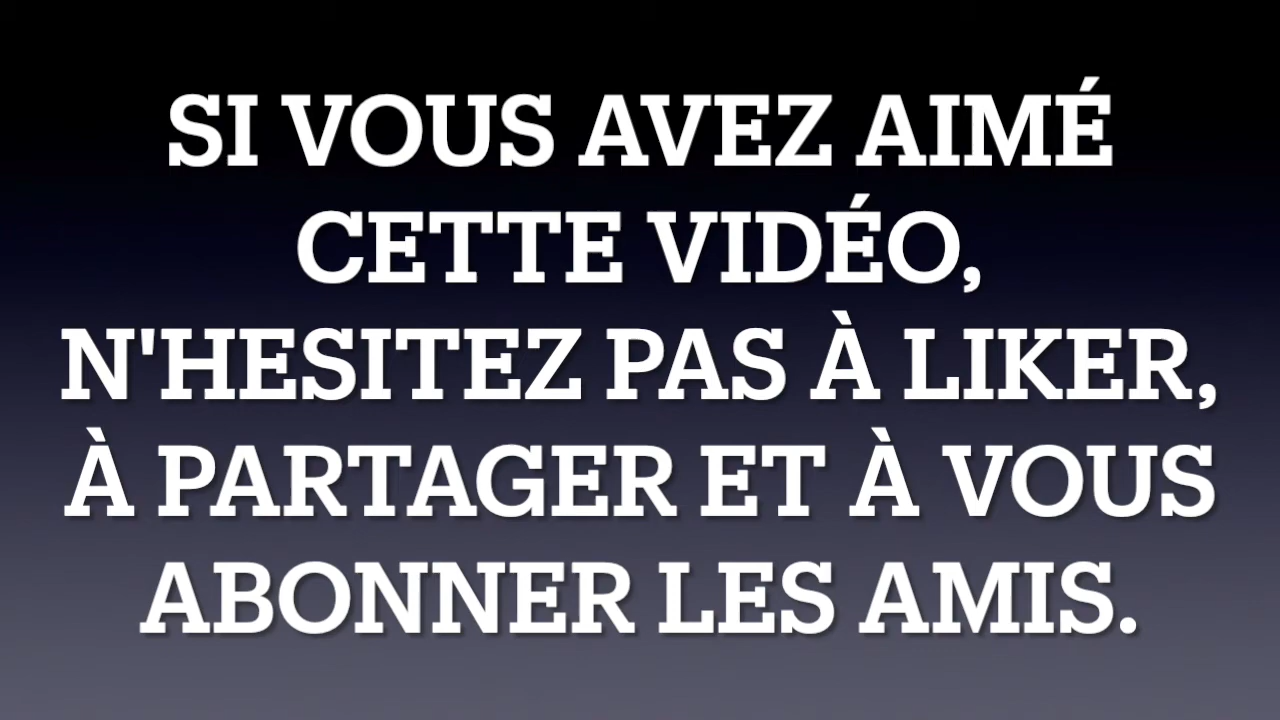 SI VOUS AVEZ AIMÉ
CETTE VIDÉO,
N'HESITEZ PAS À LIKER,
À PARTAGER ET À VOUS
ABONNER LES AMIS.